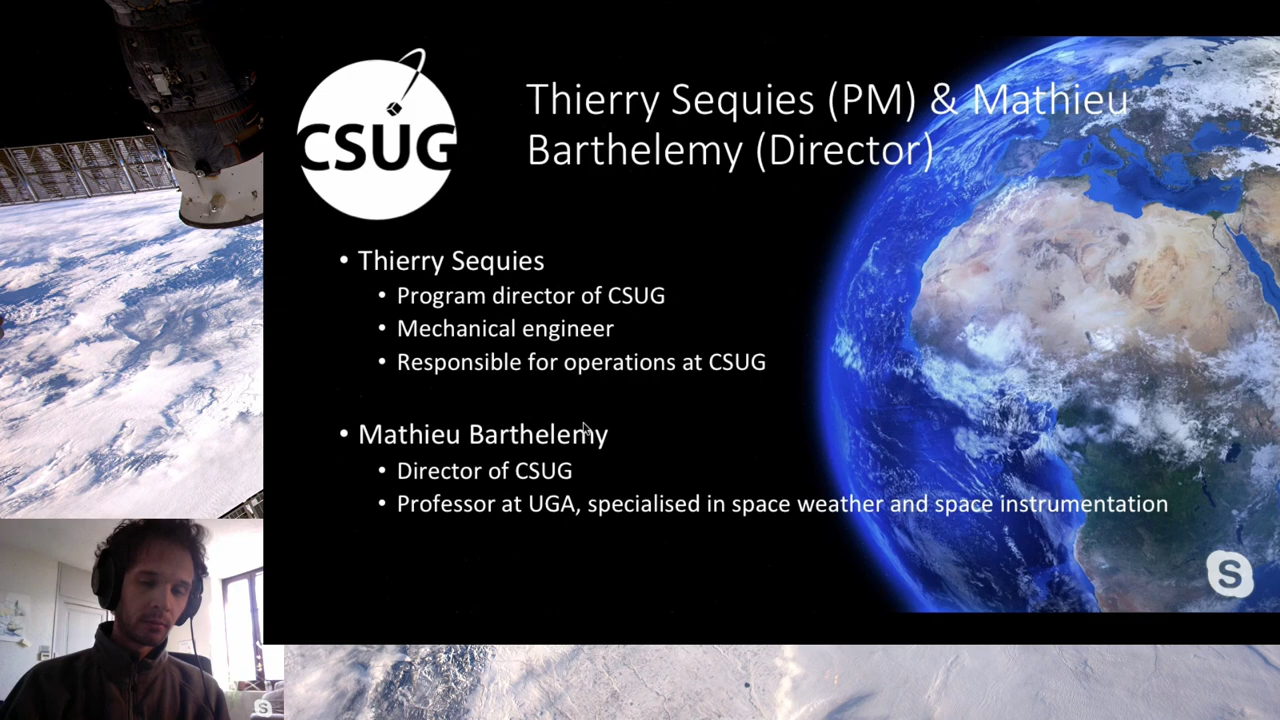 CSUG
Thierry Sequies (PM) & Mathieu
Barthelemy (Director)
• Thierry Sequies
• Program director of CSUG
• Mechanical engineer
• Responsible for operations at CSUG
• Mathieu Barthelemy
• Director of CSUG
• Professor at UGA, specialised in space weather and space instrumentation
S
S